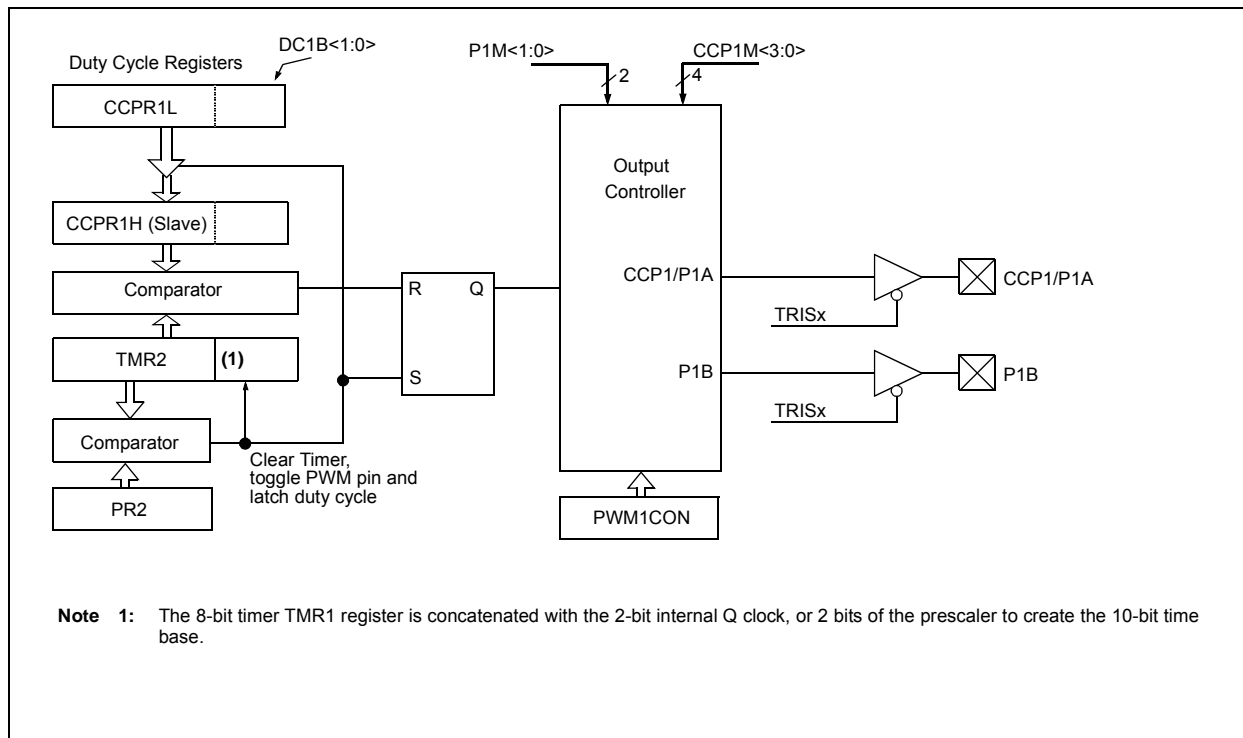 DC1B<1:0>
Duty Cycle Registers
CCPR1L
CCPR1H (Slave)
Comparator
TMR2
(1)
Comparator
PR2
Clear Timer,
toggle PWM pin and
latch duty cycle
R
Q
S
P1M<1:0>
2
CCP1M<3:0>
4
Output
Controller
CCP1/P1A
P1B
PWM1CON
TRISx
CCP1/P1A
TRISx
P1B
Note 1: The 8-bit timer TMR1 register is concatenated with the 2-bit internal Q clock, or 2 bits of the prescaler to create the 10-bit time
base.